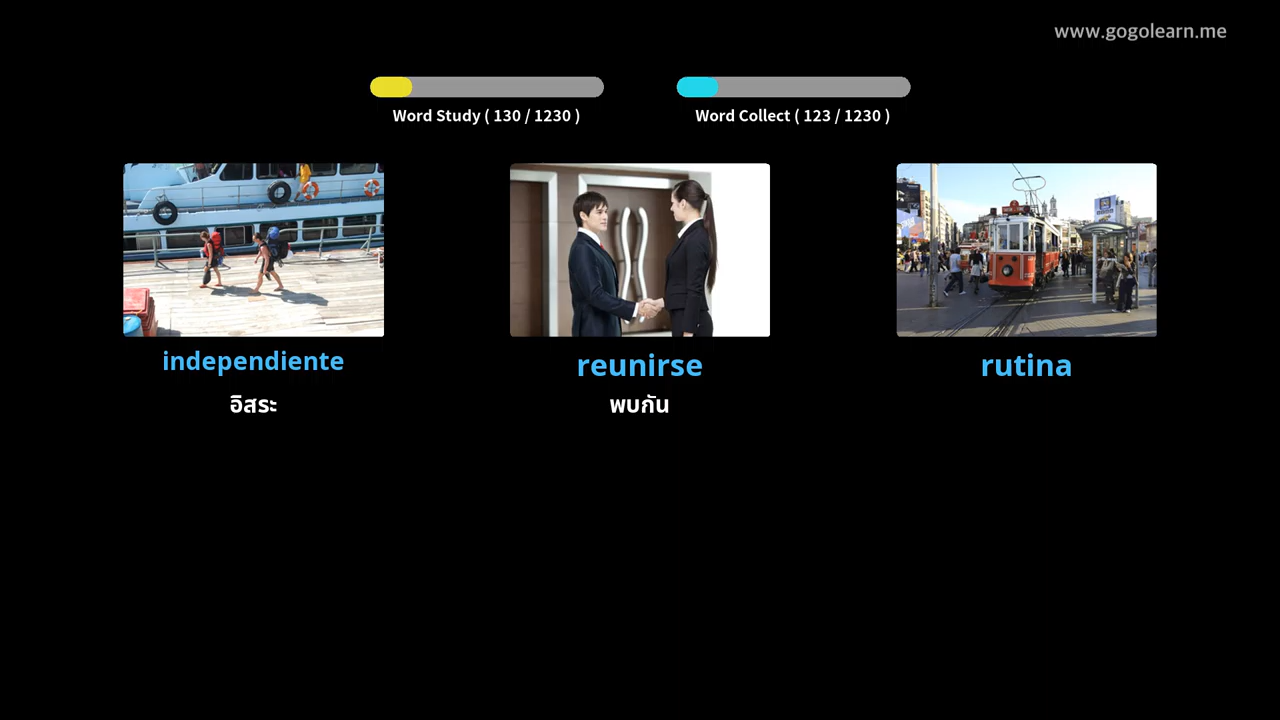 www.gogolearn.me
Word Study ( 130 / 1230 )
Word Collect ( 123 / 1230 )
independiente
reunirse
rutina
อิสระ
พบกัน